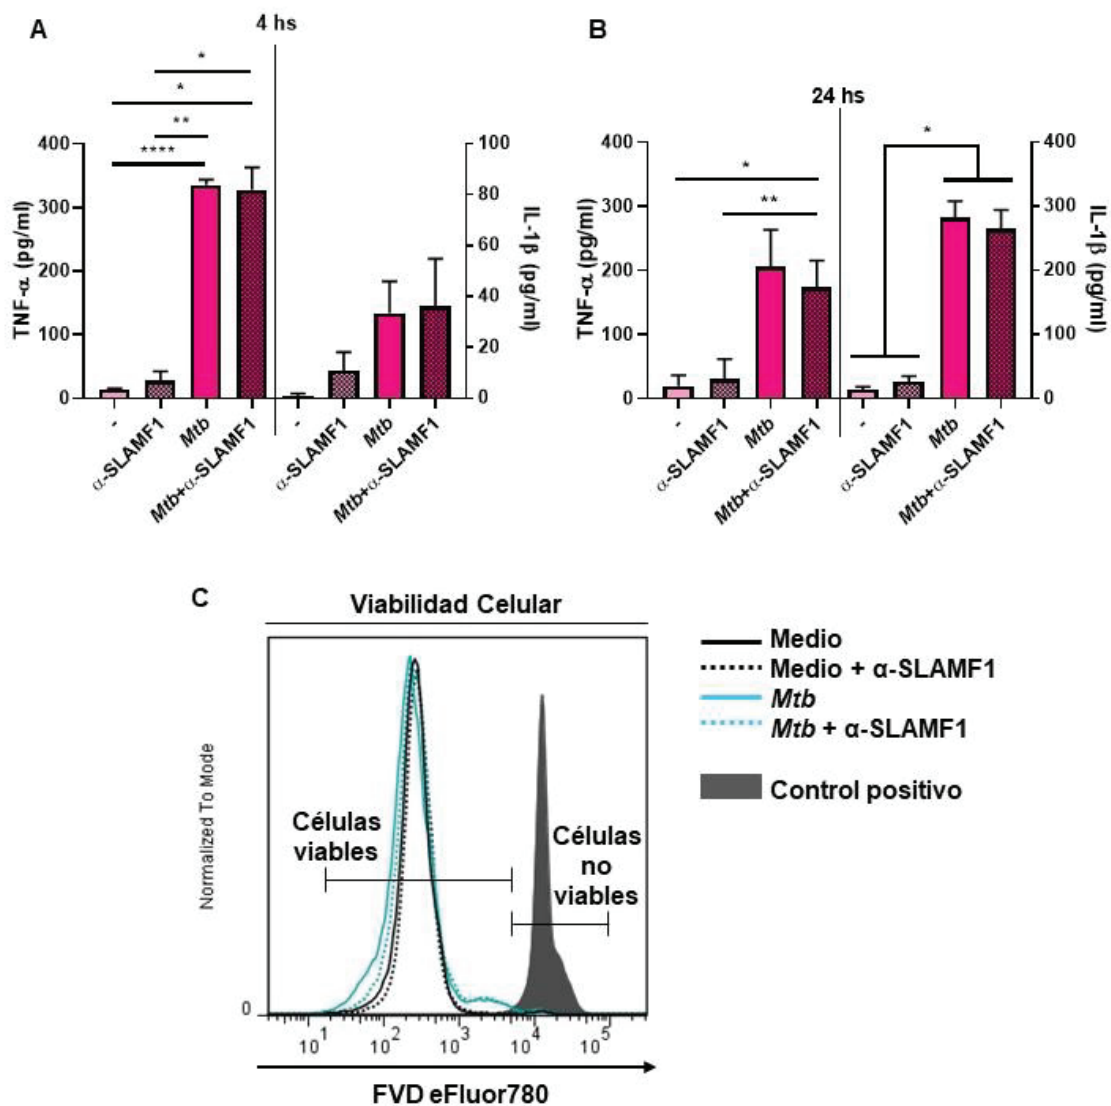 A
4 hs
*
*
**
****
400
300
200
100
0
TNF-α (pg/ml)
100
80
60
40
20
0
IL-1β (pg/ml)
-
α-SLAMF1
Mtb
Mtb+α-SLAMF1
-
α-SLAMF1
Mtb
Mtb+α-SLAMF1
B
24 hs
*
**
*
400
300
200
100
0
TNF-α (pg/ml)
400
300
200
100
0
IL-1β (pg/ml)
-
α-SLAMF1
Mtb
Mtb+α-SLAMF1
-
α-SLAMF1
Mtb
Mtb+α-SLAMF1
C
Viabilidad Celular
Normalized To Mode
0
Células
viables
Células
no
viables
10¹
10²
10³
10⁴
10⁵
FVD eFluor780
Medio
Medio + α-SLAMF1
Mtb
Mtb + α-SLAMF1
Control positivo